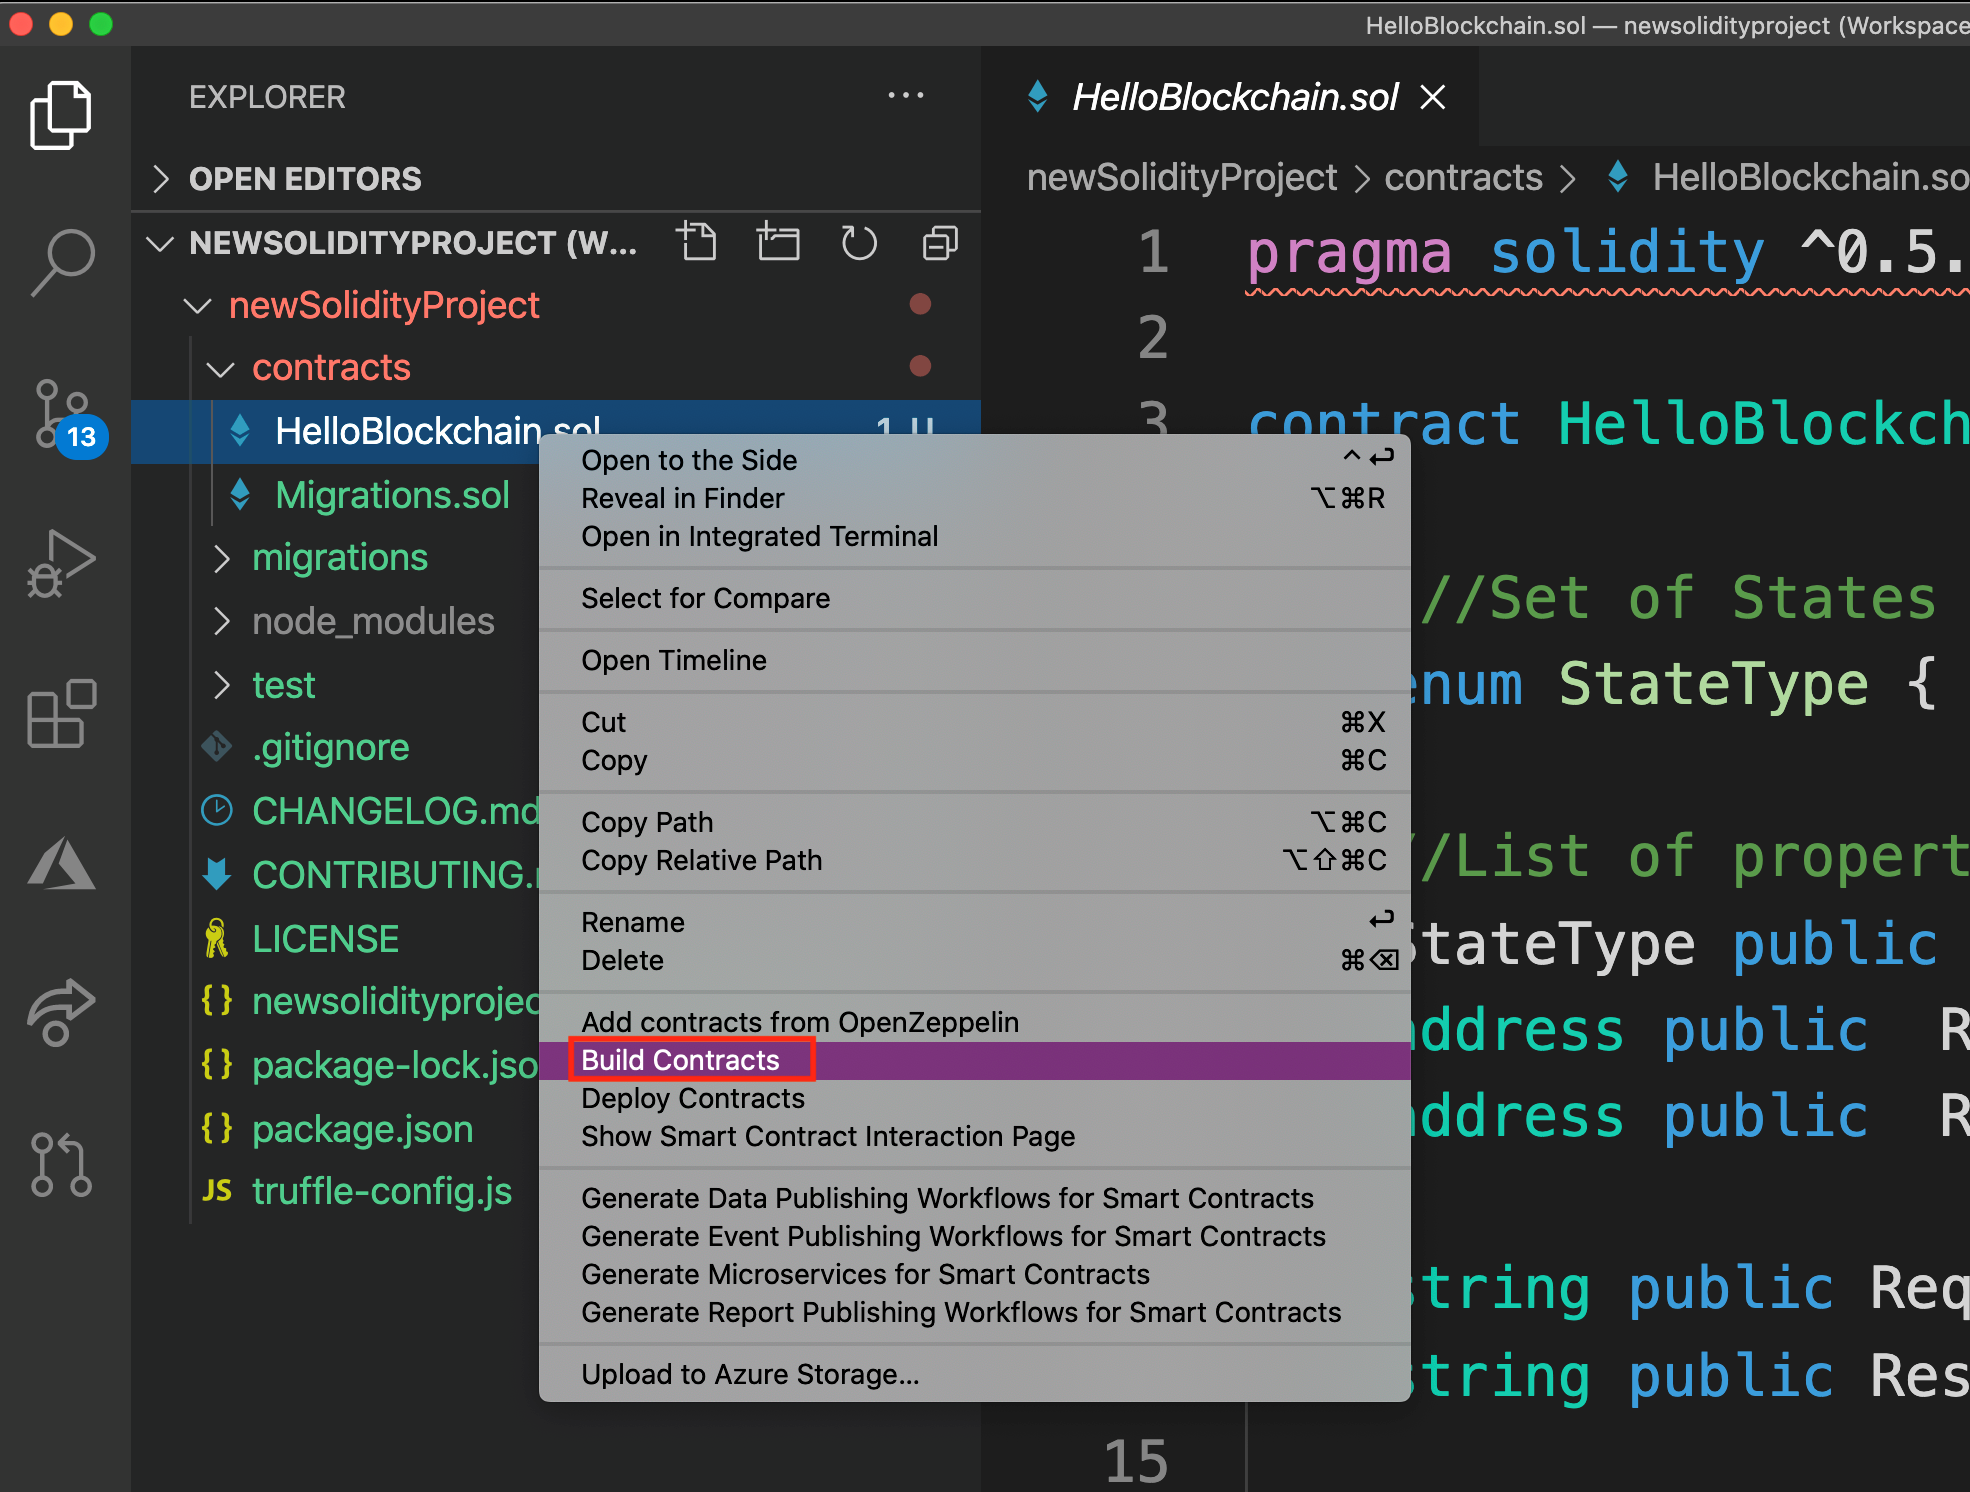 HelloBlockchain.sol — newsolidityproject (Workspace
EXPLORER
OPEN EDITORS
NEWSOLIDITYPROJECT (W...
newSolidityProject
contracts
HelloBlockchain.sol 1, U
Migrations.sol
migrations
node_modules
test
.gitignore
CHANGELOG.md
CONTRIBUTING.
LICENSE
newsolidityprojec
package-lock.jso
package.json
JS truffle-config.js
13
Open to the Side ^↩
Reveal in Finder ⌥⌘R
Open in Integrated Terminal
Select for Compare
Open Timeline
Cut ⌘X
Copy ⌘C
Copy Path ⌥⌘C
Copy Relative Path ⌥⇧⌘C
Rename ↩
Delete ⌘⌫
Add contracts from OpenZeppelin
Build Contracts
Deploy Contracts
Show Smart Contract Interaction Page
Generate Data Publishing Workflows for Smart Contracts
Generate Event Publishing Workflows for Smart Contracts
Generate Microservices for Smart Contracts
Generate Report Publishing Workflows for Smart Contracts
Upload to Azure Storage...
HelloBlockchain.sol
newSolidityProject > contracts > HelloBlockchain.so
1 pragma solidity ^0.5.
2
3 contract HelloBlockch
//Set of States
enum StateType {
//List of propert
StateType public
address public R
address public R
string public Req
string public Res
15